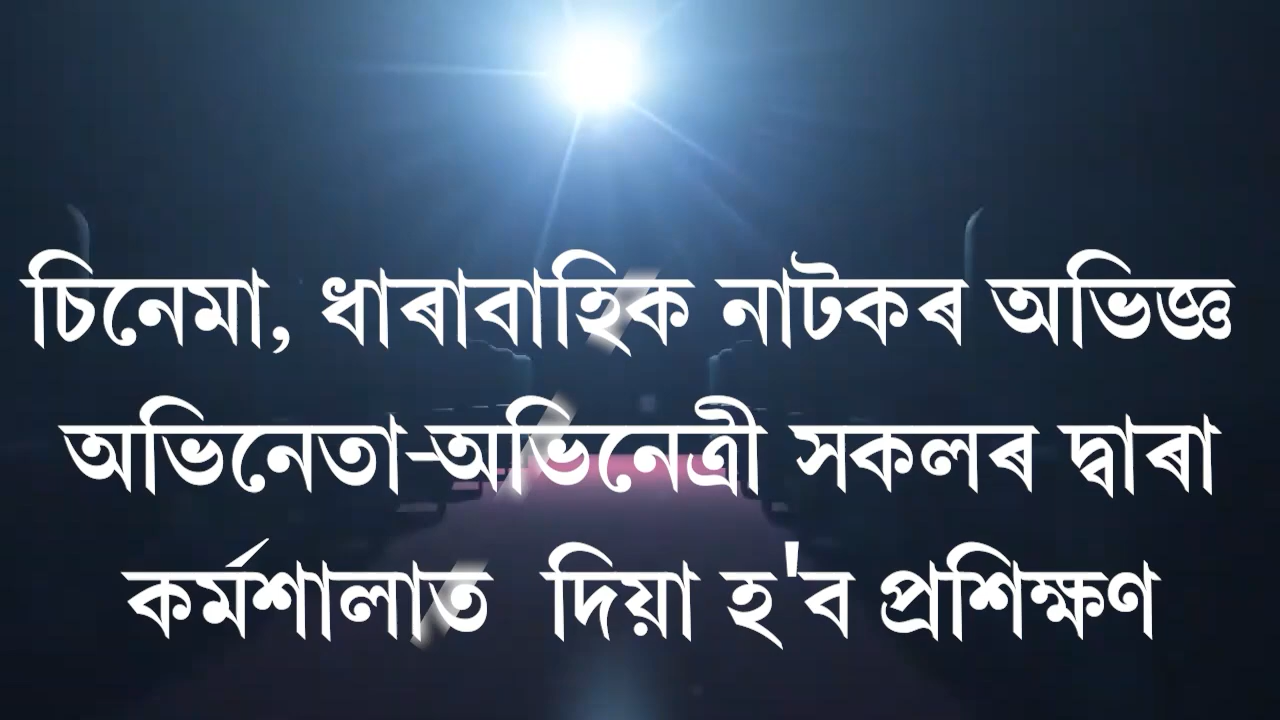 চিনেমা, ধাৰাবাহিক নাটকৰ অভিজ্ঞ
অভিনেতা-অভিনেত্ৰী সকলৰ দ্বাৰা
কৰ্মশালাত দিয়া হ'ব প্ৰশিক্ষণ